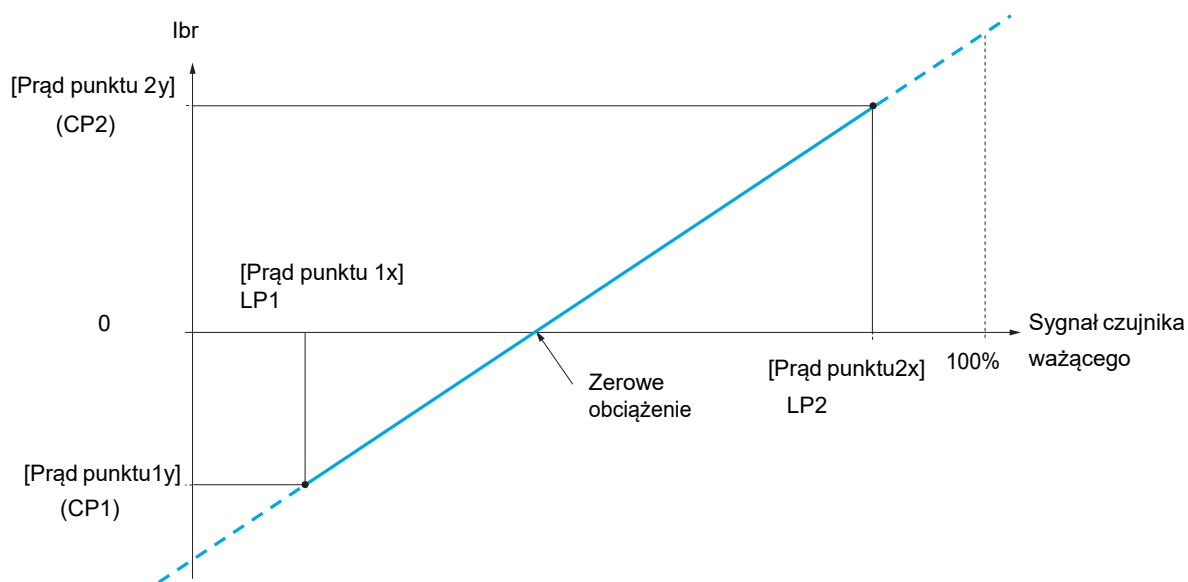 Ibr
[Prąd punktu 2y]
(CP2)
[Prąd punktu 1x]
LP1
0
Sygnał czujnika
ważącego
100%
[Prąd punktu2x]
LP2
Zerowe
obciążenie
[Prąd punktu1y]
(CP1)